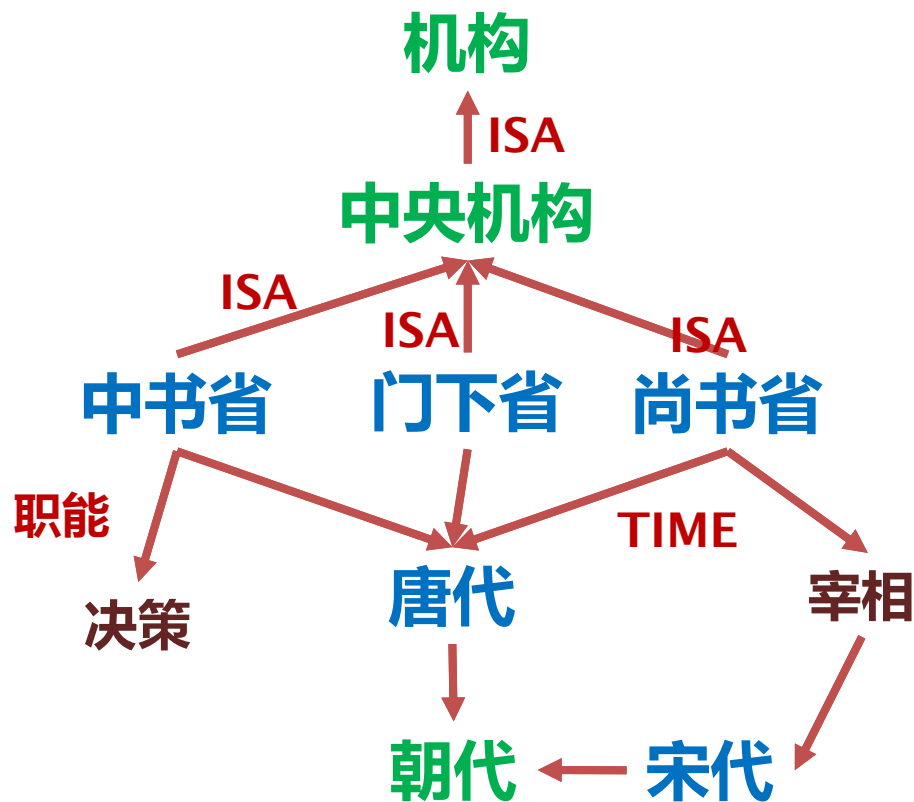 机构
ISA
中央机构
ISA
ISA
ISA
中书省
门下省
尚书省
职能
TIME
决策
唐代
宰相
朝代
宋代